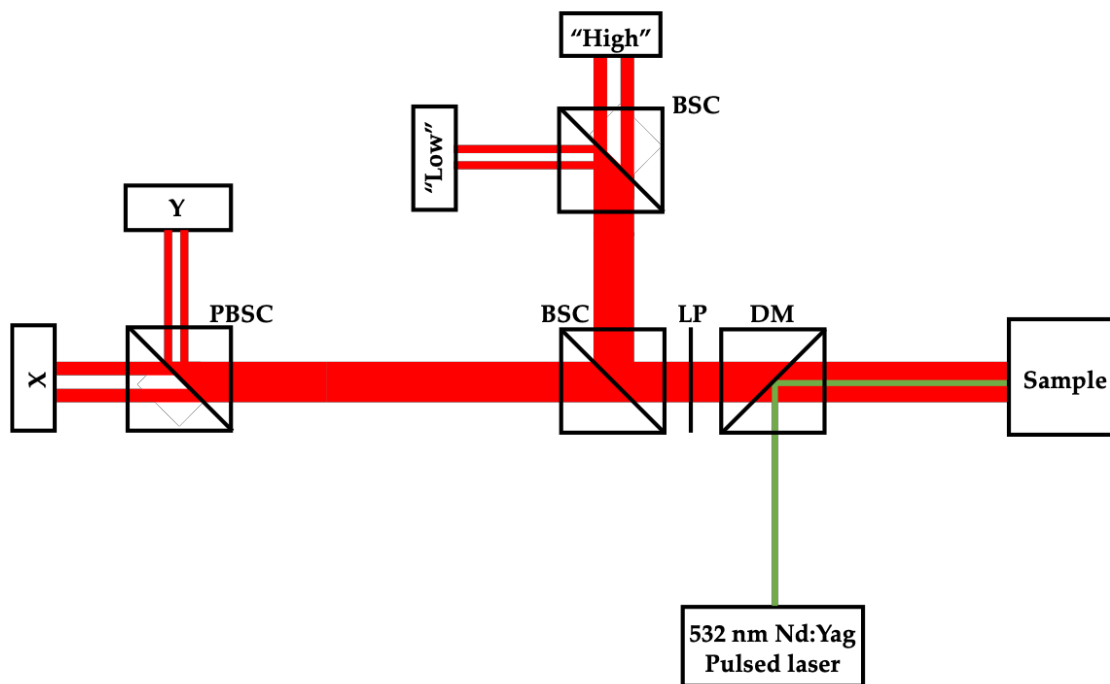 “High”
BSC
“Low”
Y
PBSC
BSC
LP
DM
X
Sample
532 nm Nd:Yag
Pulsed laser